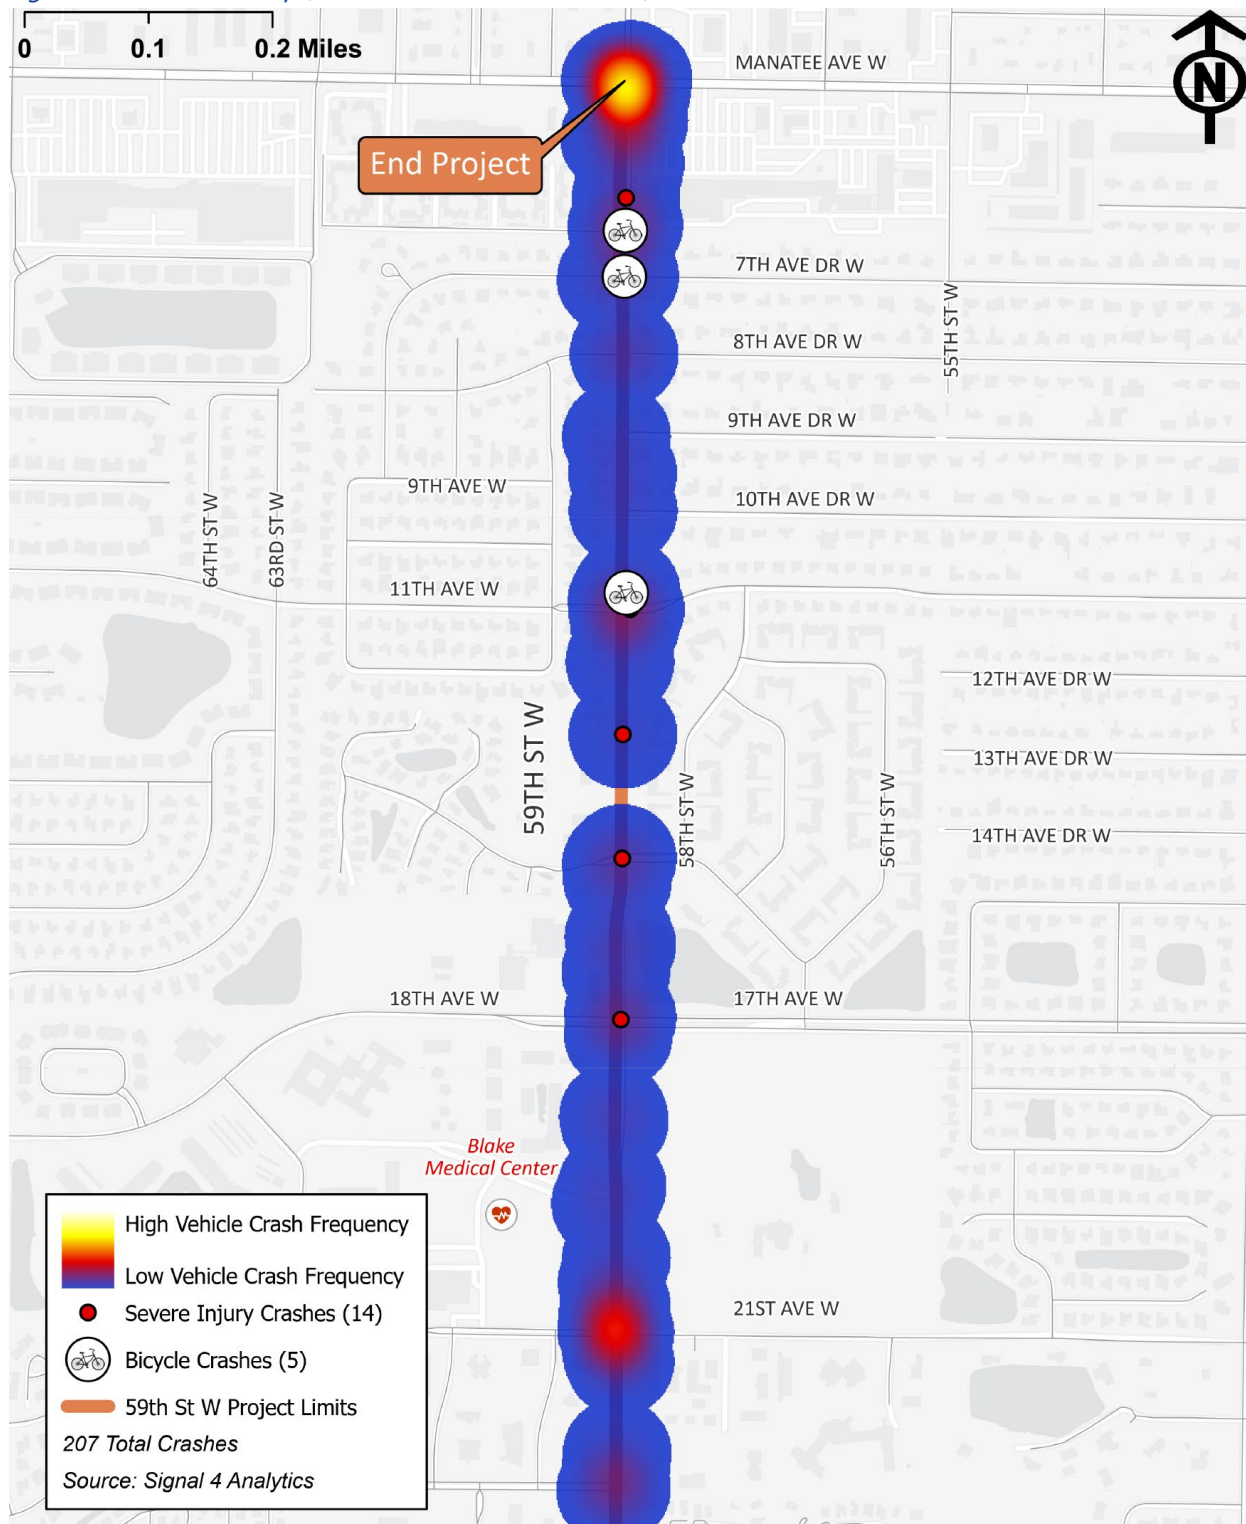 0 0.1 0.2 Miles
N
MANATEE AVE W
End Project
7TH AVE DR W
55TH ST W
8TH AVE DR W
9TH AVE DR W
9TH AVE W
10TH AVE DR W
64TH ST W
63RD ST W
11TH AVE W
12TH AVE DR W
59TH ST W
13TH AVE DR W
58TH ST W
56TH ST W
14TH AVE DR W
18TH AVE W
17TH AVE W
Blake
Medical Center
21ST AVE W
High Vehicle Crash Frequency
Low Vehicle Crash Frequency
Severe Injury Crashes (14)
Bicycle Crashes (5)
59th St W Project Limits
207 Total Crashes
Source: Signal 4 Analytics